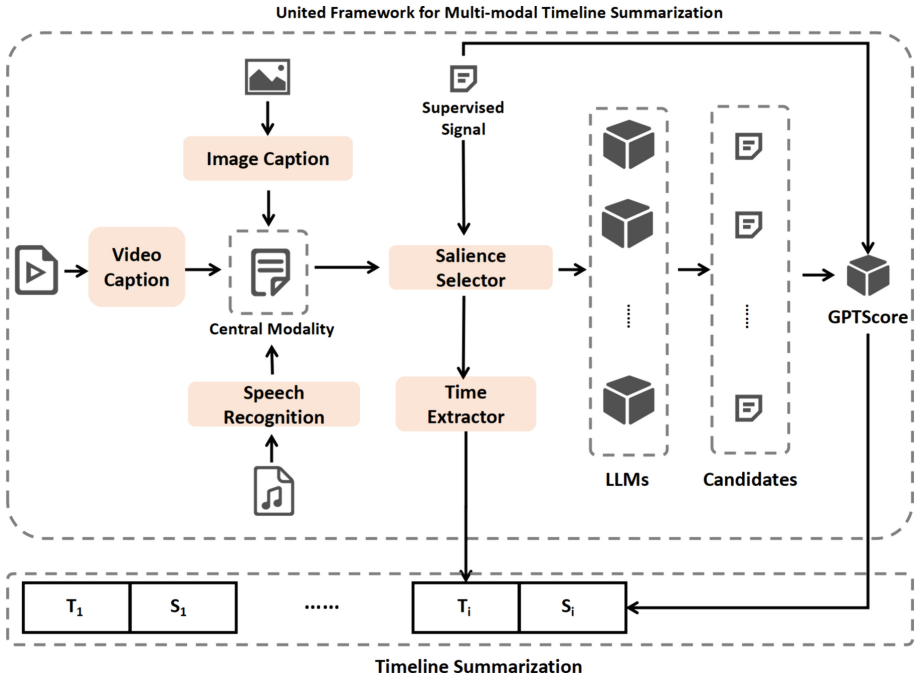 United Framework for Multi-modal Timeline Summarization
Supervised
Signal
Image Caption
Video
Caption
Central Modality
Salience
Selector
GPTScore
Speech
Recognition
Time
Extractor
LLMs
Candidates
T1
S1
......
Ti
Si
Timeline Summarization